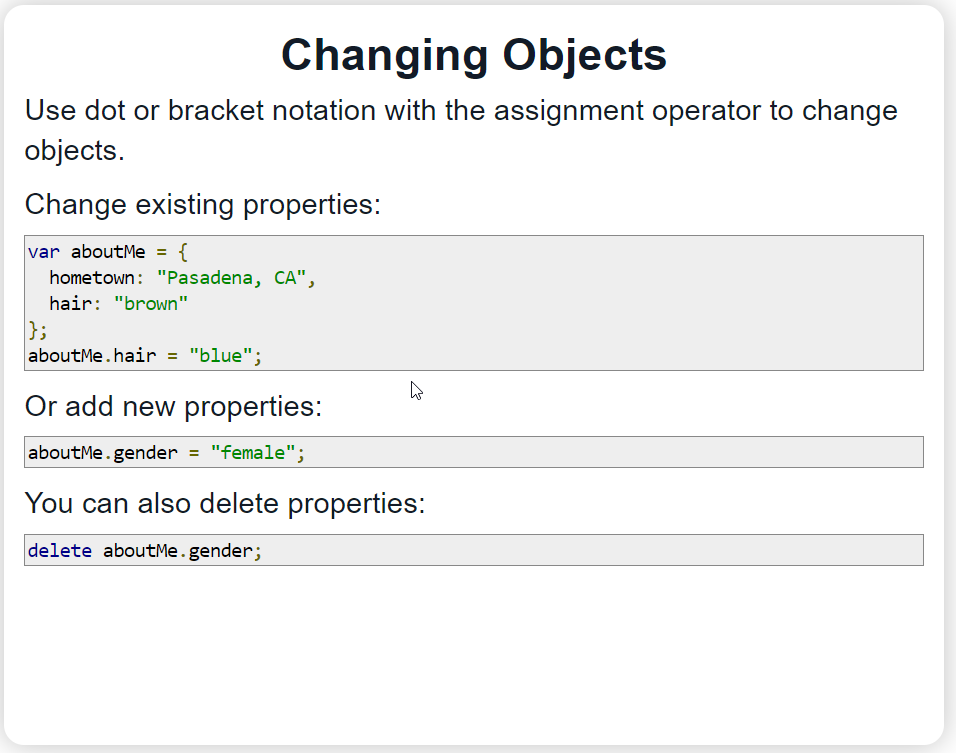 Changing Objects
Use dot or bracket notation with the assignment operator to change
objects.
Change existing properties:
var aboutMe = {
  hometown: "Pasadena, CA",
  hair: "brown"
};
aboutMe.hair = "blue";
Or add new properties:
aboutMe.gender = "female";
You can also delete properties:
delete aboutMe.gender;